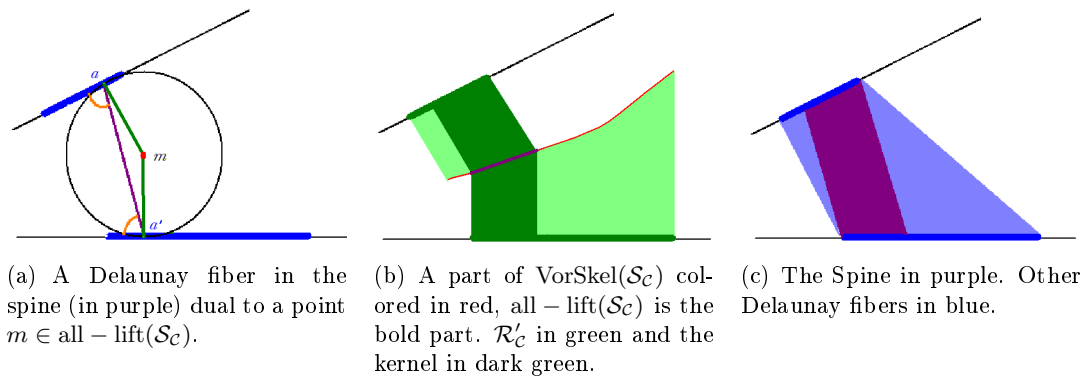 a
m
a′
(a) A Delaunay fiber in the
spine (in purple) dual to a point
m ∈ all − lift(𝒮_𝒞).
(b) A part of VorSkel(𝒮_𝒞) col-
ored in red, all − lift(𝒮_𝒞) is the
bold part. ℛ′_𝒞 in green and the
kernel in dark green.
(c) The Spine in purple. Other
Delaunay fibers in blue.